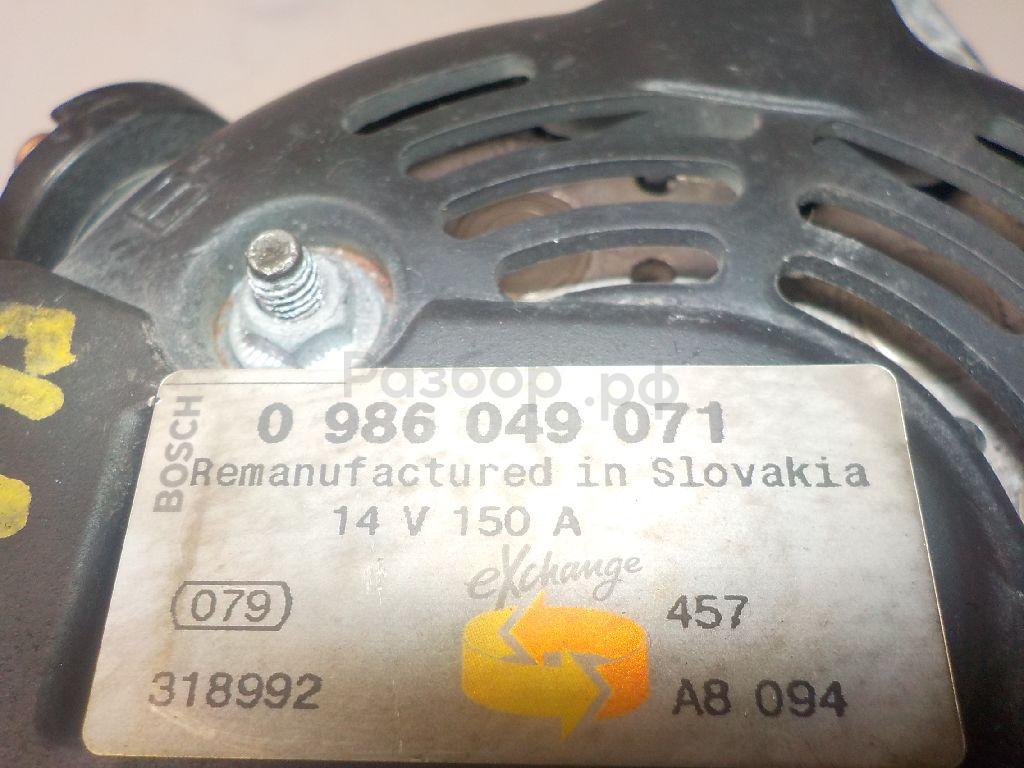 Разбор.рф
BOSCH
0 986 049 071
Remanufactured in Slovakia
14 V 150 A
eXchange
079
457
318992
A8 094